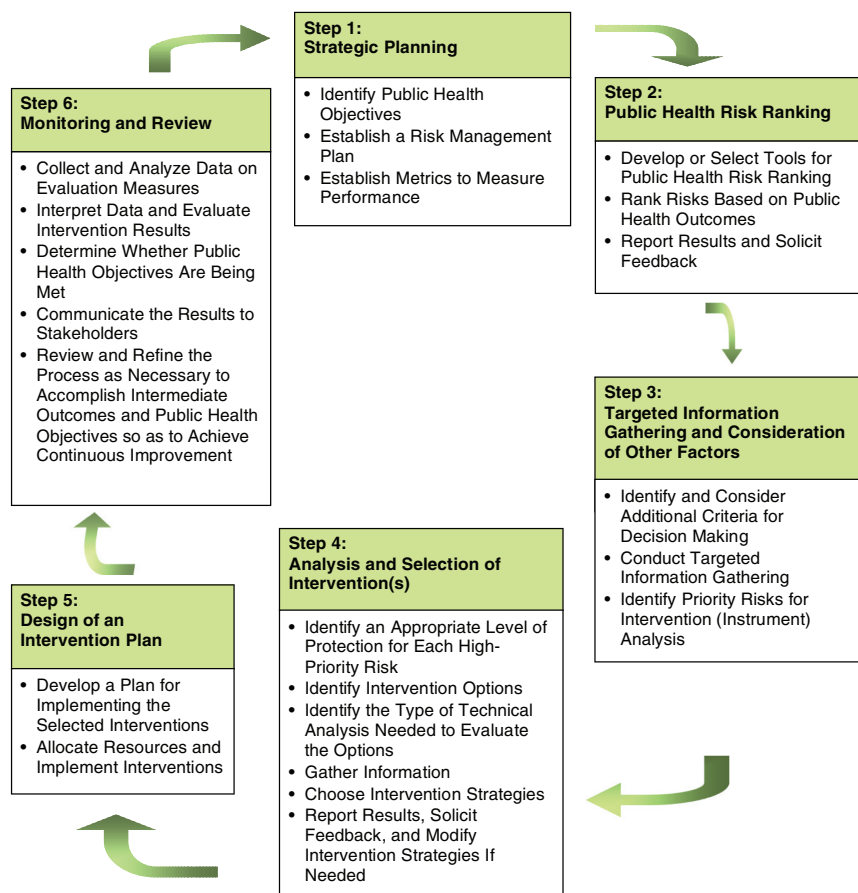 Step 1:
Strategic Planning
• Identify Public Health
Objectives
• Establish a Risk Management
Plan
• Establish Metrics to Measure
Performance
Step 2:
Public Health Risk Ranking
• Develop or Select Tools for
Public Health Risk Ranking
• Rank Risks Based on Public
Health Outcomes
• Report Results and Solicit
Feedback
Step 3:
Targeted Information
Gathering and Consideration
of Other Factors
• Identify and Consider
Additional Criteria for
Decision Making
• Conduct Targeted
Information Gathering
• Identify Priority Risks for
Intervention (Instrument)
Analysis
Step 4:
Analysis and Selection of
Intervention(s)
• Identify an Appropriate Level of
Protection for Each High-
Priority Risk
• Identify Intervention Options
• Identify the Type of Technical
Analysis Needed to Evaluate
the Options
• Gather Information
• Choose Intervention Strategies
• Report Results, Solicit
Feedback, and Modify
Intervention Strategies If
Needed
Step 5:
Design of an
Intervention Plan
• Develop a Plan for
Implementing the
Selected Interventions
• Allocate Resources and
Implement Interventions
Step 6:
Monitoring and Review
• Collect and Analyze Data on
Evaluation Measures
• Interpret Data and Evaluate
Intervention Results
• Determine Whether Public
Health Objectives Are Being
Met
• Communicate the Results to
Stakeholders
• Review and Refine the
Process as Necessary to
Accomplish Intermediate
Outcomes and Public Health
Objectives so as to Achieve
Continuous Improvement